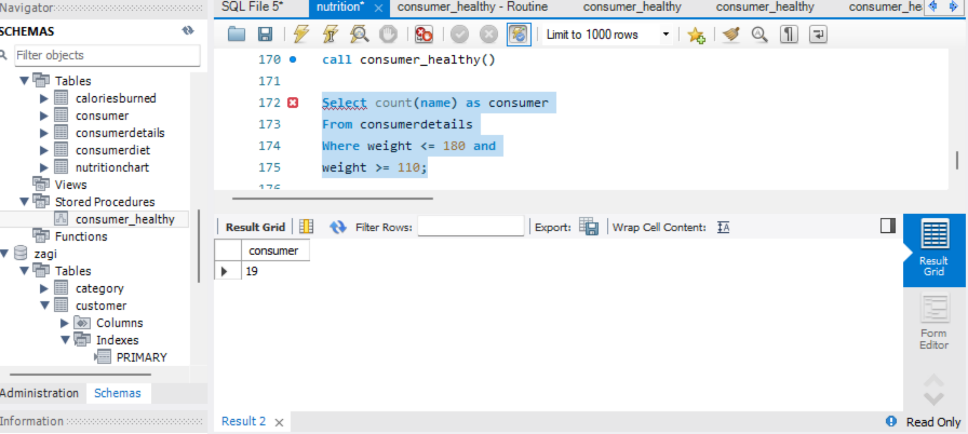 Navigator
SCHEMAS
Filter objects
Tables
caloriesburned
consumer
consumerdetails
consumerdiet
nutritionchart
Views
Stored Procedures
consumer_healthy
Functions
zagi
Tables
category
customer
Columns
Indexes
PRIMARY
Administration Schemas
Information
SQL File 5* nutrition* × consumer_healthy - Routine consumer_healthy consumer_healthy consumer_he
Limit to 1000 rows
170 call consumer_healthy()
171
172 Select count(name) as consumer
173 From consumerdetails
174 Where weight <= 180 and
175 weight >= 110;
176
Result Grid Filter Rows: Export: Wrap Cell Content: IA
consumer
19
Result
Grid
Form
Editor
Result 2 × Read Only